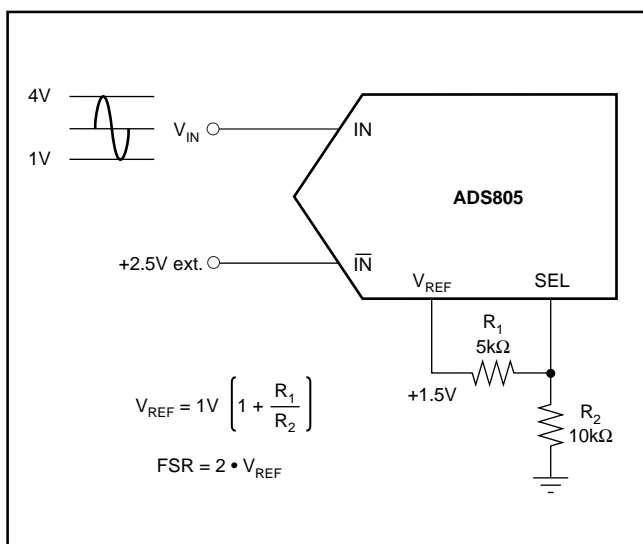 4V
1V
V_IN
IN
+2.5V ext.
I̅N̅
ADS805
V_REF
SEL
R_1
5kΩ
+1.5V
R_2
10kΩ
V_REF = 1V (1 + R_1/R_2)
FSR = 2 • V_REF